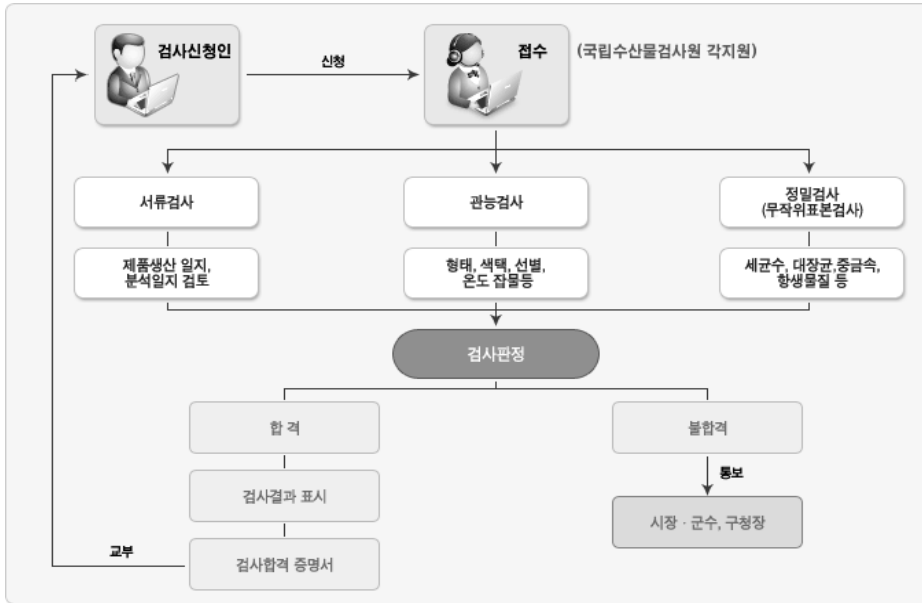 검사신청인
신청
접수
(국립수산물검사원 각지원)
서류검사
관능검사
정밀검사
(무작위표본검사)
제품생산 일지,
분석일지 검토
형태, 색택, 선별,
온도 잡물등
세균수, 대장균,중금속,
항생물질 등
검사판정
합 격
불합격
통보
검사결과 표시
시장 · 군수, 구청장
교부
검사합격 증명서